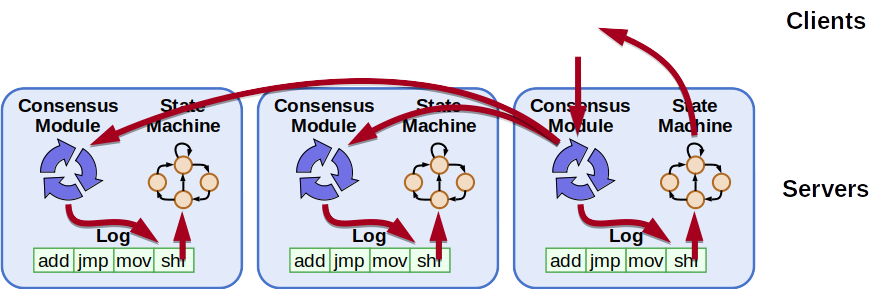 Clients
Consensus Module
State Machine
Log
add jmp mov shl
Consensus Module
State Machine
Log
add jmp mov shl
Consensus Module
State Machine
Log
add jmp mov shl
Servers